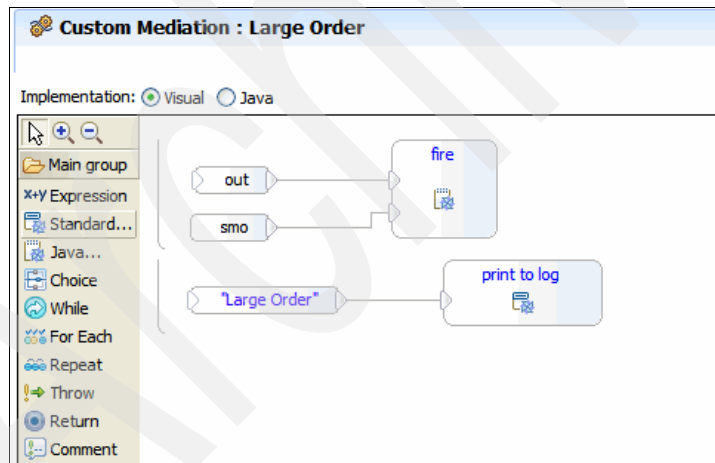 Custom Mediation : Large Order
Implementation: Visual Java
Main group
X+Y Expression
Standard...
Java...
Choice
While
For Each
Repeat
Throw
Return
Comment
out
smo
fire
"Large Order"
print to log